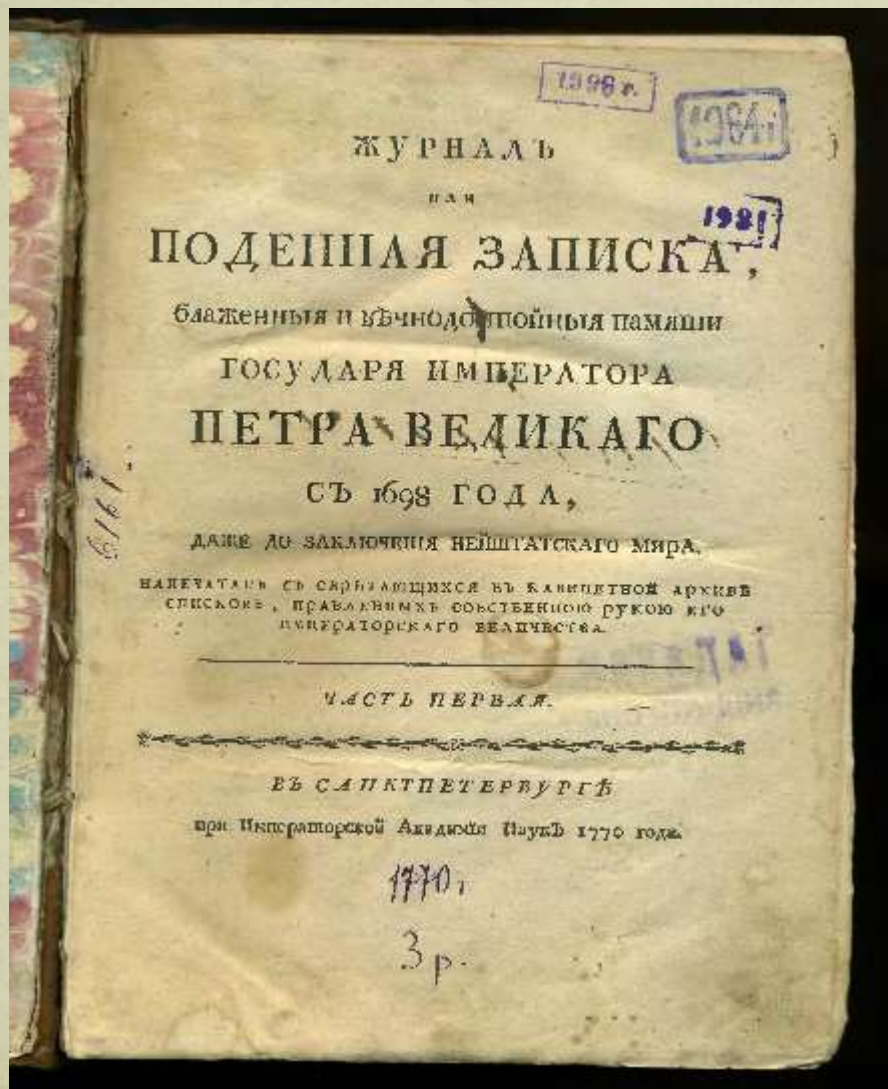 1998 г.
1964 г
1981
ЖУРНАЛЪ
ИЛИ
ПОДЕННАЯ ЗАПИСКА,
блаженныя и вѣчнодостойныя памяти
ГОСУДАРЯ ИМПЕРАТОРА
ПЕТРА ВЕЛИКАГО
СЪ 1698 ГОДА,
ДАЖЕ ДО ЗАКЛЮЧЕНІЯ НЕЙШТАТСКАГО МИРА.
НАПЕЧАТАНЪ СЪ ОБРѢТАЮЩИХСЯ ВЪ КАБИНЕТНОЙ АРХИВѢ
СПИСКОВЪ, ПРАВЛЕННЫХЪ СОБСТВЕННОЮ РУКОЮ ЕГО
ИМПЕРАТОРСКАГО ВЕЛИЧЕСТВА.
ЧАСТЬ ПЕРВАЯ.
ВЪ САНКТПЕТЕРБУРГѢ
при Императорской Академіи Наукъ 1770 года.
1770 г
3 р.